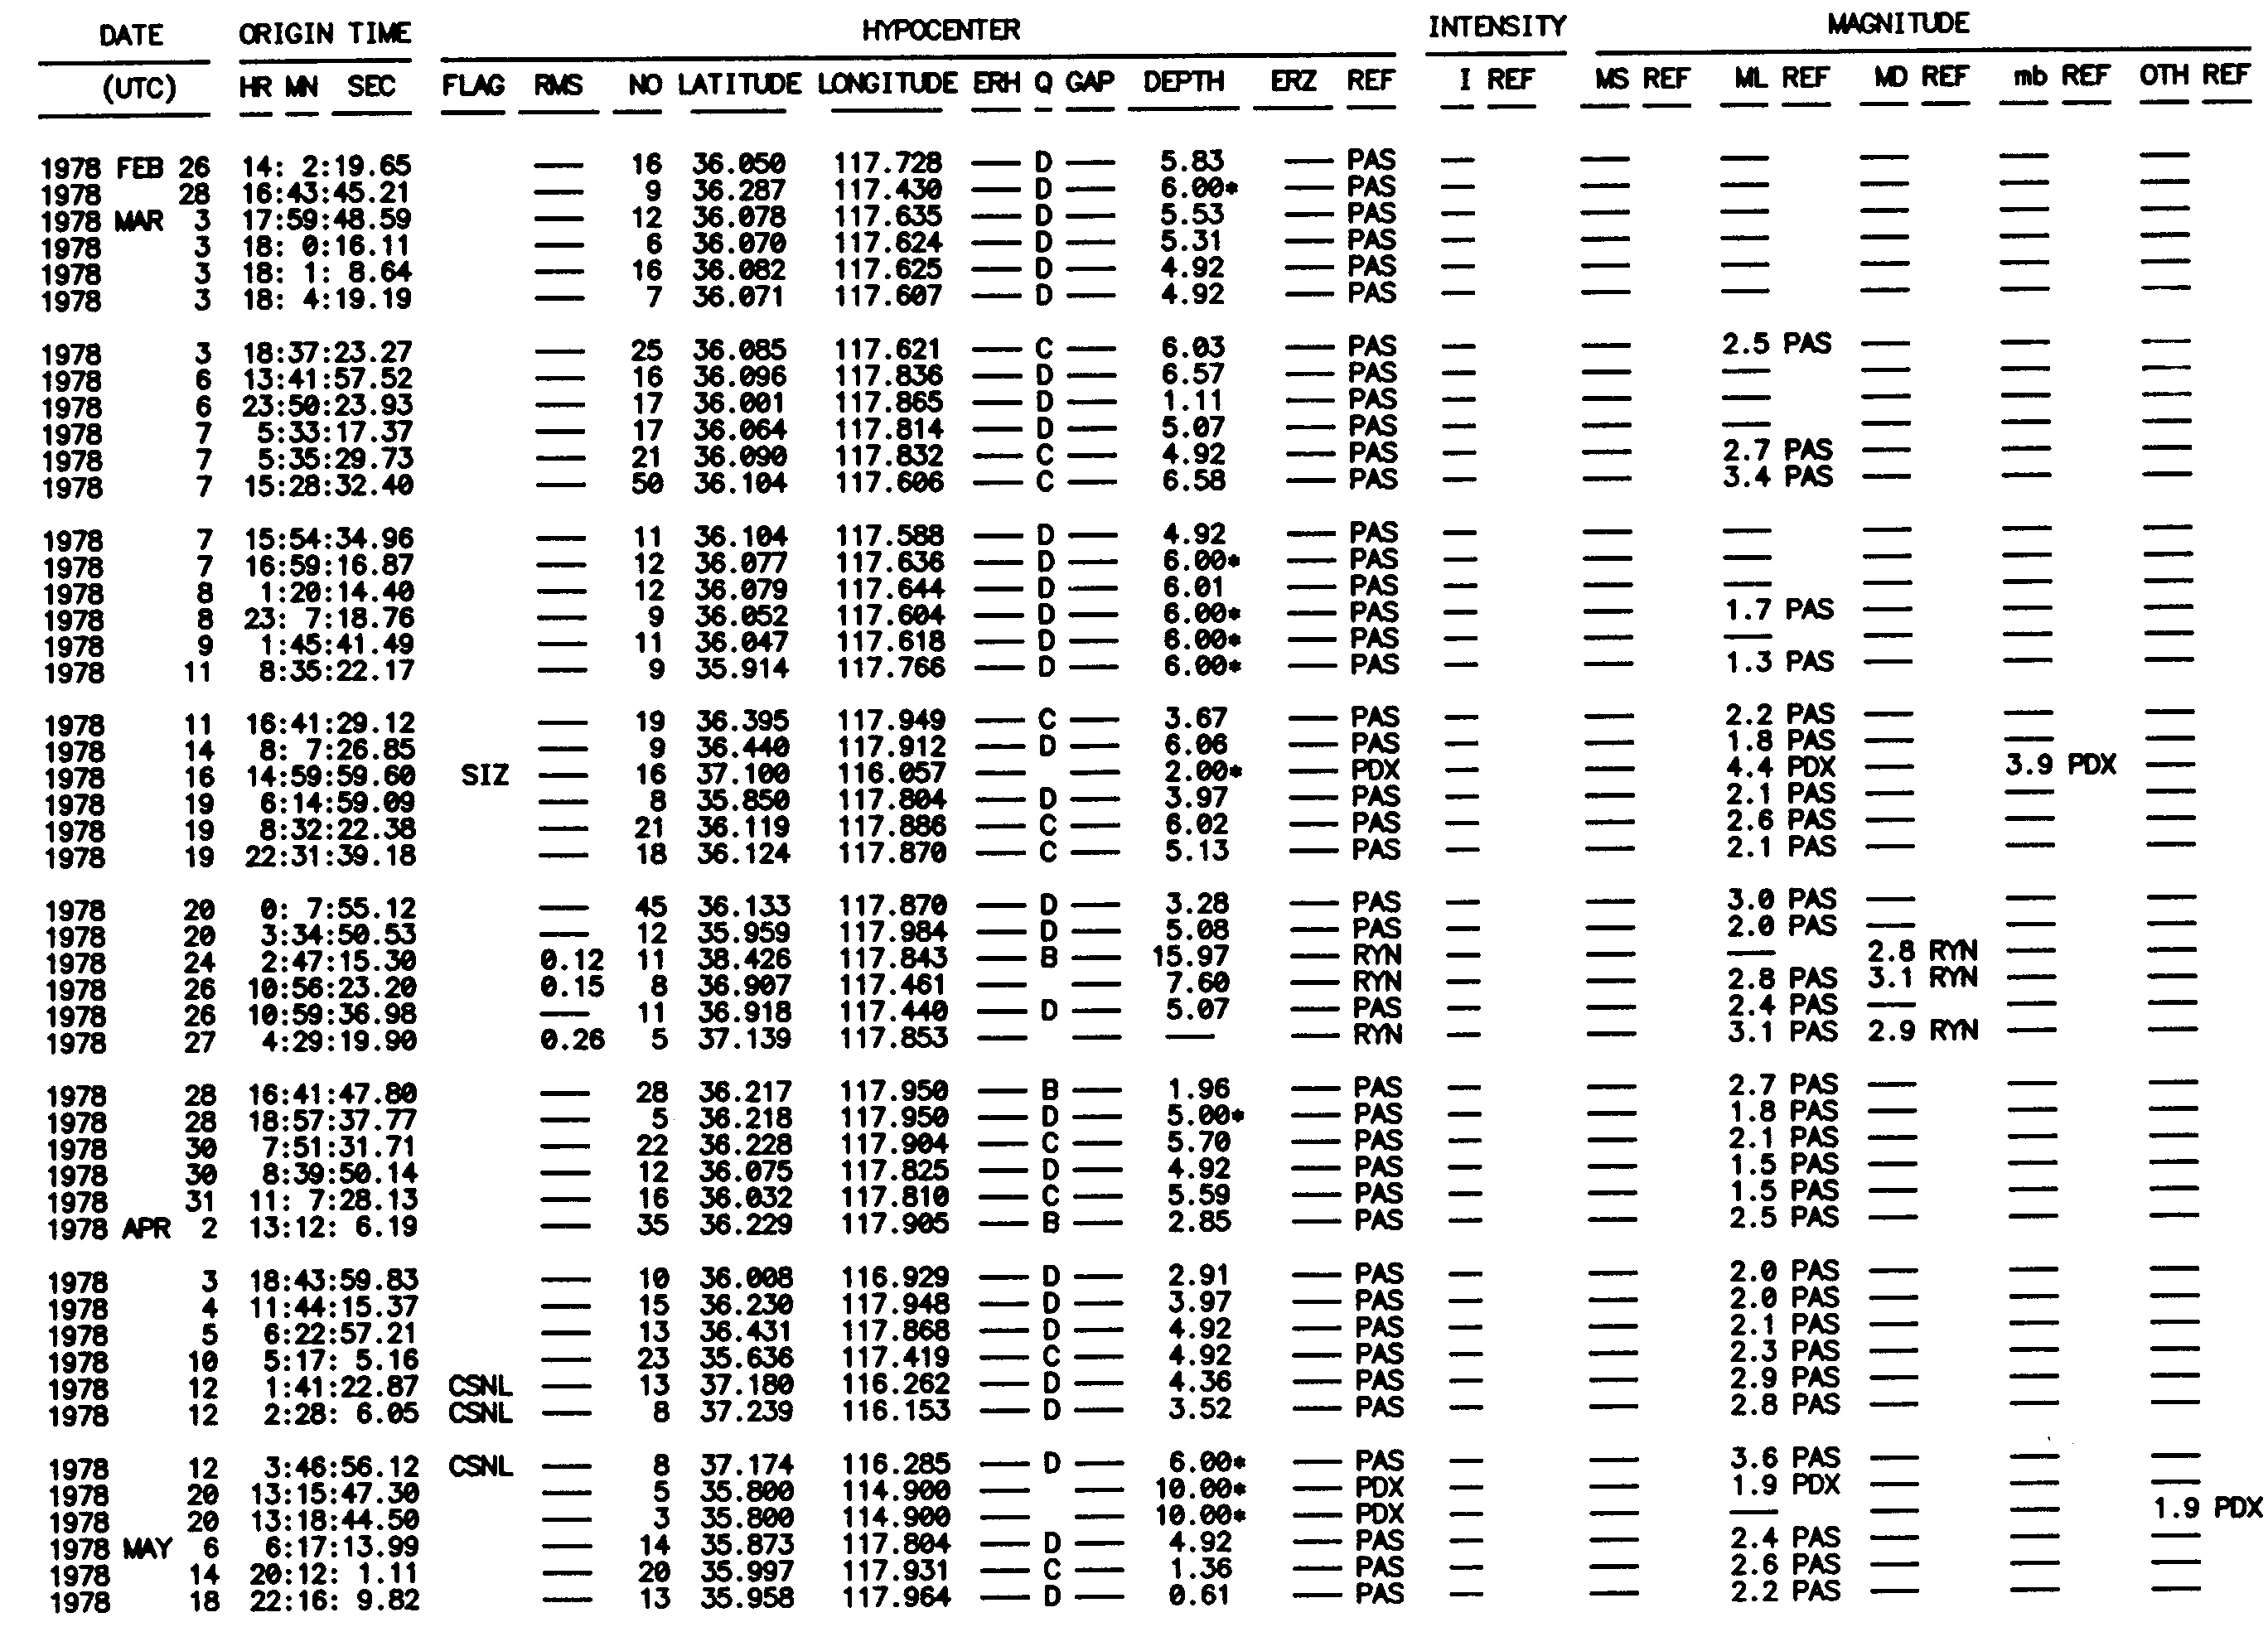 DATE ORIGIN TIME HYPOCENTER INTENSITY MAGNITUDE
(UTC) HR MN SEC FLAG RMS NO LATITUDE LONGITUDE ERH Q GAP DEPTH ERZ REF I REF MS REF ML REF MD REF mb REF OTH REF
1978 FEB 26 14: 2:19.65 — 16 36.050 117.728 — D — 5.83 — PAS — — — — — —
1978 28 16:43:45.21 — 9 36.287 117.430 — D — 6.00* — PAS — — — — — —
1978 MAR 3 17:59:48.59 — 12 36.078 117.635 — D — 5.53 — PAS — — — — — —
1978 3 18: 0:16.11 — 6 36.070 117.624 — D — 5.31 — PAS — — — — — —
1978 3 18: 1: 8.64 — 16 36.082 117.625 — D — 4.92 — PAS — — — — — —
1978 3 18: 4:19.19 — 7 36.071 117.607 — D — 4.92 — PAS — — — — — —
1978 3 18:37:23.27 — 25 36.085 117.621 — C — 6.03 — PAS — — 2.5 PAS — — —
1978 6 13:41:57.52 — 16 36.096 117.836 — D — 6.57 — PAS — — — — — —
1978 6 23:50:23.93 — 17 36.001 117.865 — D — 1.11 — PAS — — — — — —
1978 7 5:33:17.37 — 17 36.064 117.814 — D — 5.07 — PAS — — — — — —
1978 7 5:35:29.73 — 21 36.090 117.832 — C — 4.92 — PAS — — 2.7 PAS — — —
1978 7 15:28:32.40 — 50 36.104 117.606 — C — 6.58 — PAS — — 3.4 PAS — — —
1978 7 15:54:34.96 — 11 36.104 117.588 — D — 4.92 — PAS — — — — — —
1978 7 16:59:16.87 — 12 36.077 117.636 — D — 6.00* — PAS — — — — — —
1978 8 1:20:14.40 — 12 36.079 117.644 — D — 6.01 — PAS — — — — — —
1978 8 23: 7:18.76 — 9 36.052 117.604 — D — 6.00* — PAS — — 1.7 PAS — — —
1978 9 1:45:41.49 — 11 36.047 117.618 — D — 6.00* — PAS — — — — — —
1978 11 8:35:22.17 — 9 35.914 117.766 — D — 6.00* — PAS — — 1.3 PAS — — —
1978 11 16:41:29.12 — 19 36.395 117.949 — C — 3.67 — PAS — — 2.2 PAS — — —
1978 14 8: 7:26.85 — 9 36.440 117.912 — D — 6.06 — PAS — — 1.8 PAS — — —
1978 16 14:59:59.60 SIZ — 16 37.100 116.057 — — 2.00* — PDX — — 4.4 PDX — 3.9 PDX —
1978 19 6:14:59.09 — 8 35.850 117.804 — D — 3.97 — PAS — — 2.1 PAS — — —
1978 19 8:32:22.38 — 21 36.119 117.886 — C — 6.02 — PAS — — 2.6 PAS — — —
1978 19 22:31:39.18 — 18 36.124 117.870 — C — 5.13 — PAS — — 2.1 PAS — — —
1978 20 0: 7:55.12 — 45 36.133 117.870 — D — 3.28 — PAS — — 3.0 PAS — — —
1978 20 3:34:50.53 — 12 35.959 117.984 — D — 5.08 — PAS — — 2.0 PAS — — —
1978 24 2:47:15.30 0.12 11 38.426 117.843 — B — 15.97 — RYN — — — 2.8 RYN — —
1978 26 10:56:23.20 0.15 8 36.907 117.461 — — 7.60 — RYN — — 2.8 PAS 3.1 RYN — —
1978 26 10:59:36.98 — 11 36.918 117.440 — D — 5.07 — PAS — — 2.4 PAS — — —
1978 27 4:29:19.90 0.26 5 37.139 117.853 — — — — RYN — — 3.1 PAS 2.9 RYN — —
1978 28 16:41:47.80 — 28 36.217 117.950 — B — 1.96 — PAS — — 2.7 PAS — — —
1978 28 18:57:37.77 — 5 36.218 117.950 — D — 5.00* — PAS — — 1.8 PAS — — —
1978 30 7:51:31.71 — 22 36.228 117.904 — C — 5.70 — PAS — — 2.1 PAS — — —
1978 30 8:39:50.14 — 12 36.075 117.825 — D — 4.92 — PAS — — 1.5 PAS — — —
1978 31 11: 7:28.13 — 16 36.032 117.810 — C — 5.59 — PAS — — 1.5 PAS — — —
1978 APR 2 13:12: 6.19 — 35 36.229 117.905 — B — 2.85 — PAS — — 2.5 PAS — — —
1978 3 18:43:59.83 — 10 36.008 116.929 — D — 2.91 — PAS — — 2.0 PAS — — —
1978 4 11:44:15.37 — 15 36.230 117.948 — D — 3.97 — PAS — — 2.0 PAS — — —
1978 5 6:22:57.21 — 13 36.431 117.868 — D — 4.92 — PAS — — 2.1 PAS — — —
1978 10 5:17: 5.16 — 23 35.636 117.419 — C — 4.92 — PAS — — 2.3 PAS — — —
1978 12 1:41:22.87 CSNL — 13 37.180 116.262 — D — 4.36 — PAS — — 2.9 PAS — — —
1978 12 2:28: 6.05 CSNL — 8 37.239 116.153 — D — 3.52 — PAS — — 2.8 PAS — — —
1978 12 3:46:56.12 CSNL — 8 37.174 116.285 — D — 6.00* — PAS — — 3.6 PAS — — —
1978 20 13:15:47.30 — 5 35.800 114.900 — — 10.00* — PDX — — 1.9 PDX — — —
1978 20 13:18:44.50 — 3 35.800 114.900 — — 10.00* — PDX — — — — — 1.9 PDX
1978 MAY 6 6:17:13.99 — 14 35.873 117.804 — D — 4.92 — PAS — — 2.4 PAS — — —
1978 14 20:12: 1.11 — 20 35.997 117.931 — C — 1.36 — PAS — — 2.6 PAS — — —
1978 18 22:16: 9.82 — 13 35.958 117.964 — D — 0.61 — PAS — — 2.2 PAS — — —